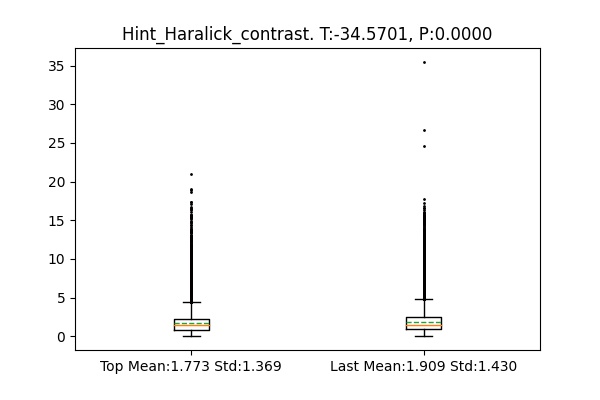 Hint_Haralick_contrast. T:-34.5701, P:0.0000
35
30
25
20
15
10
5
0
Top Mean:1.773 Std:1.369
Last Mean:1.909 Std:1.430